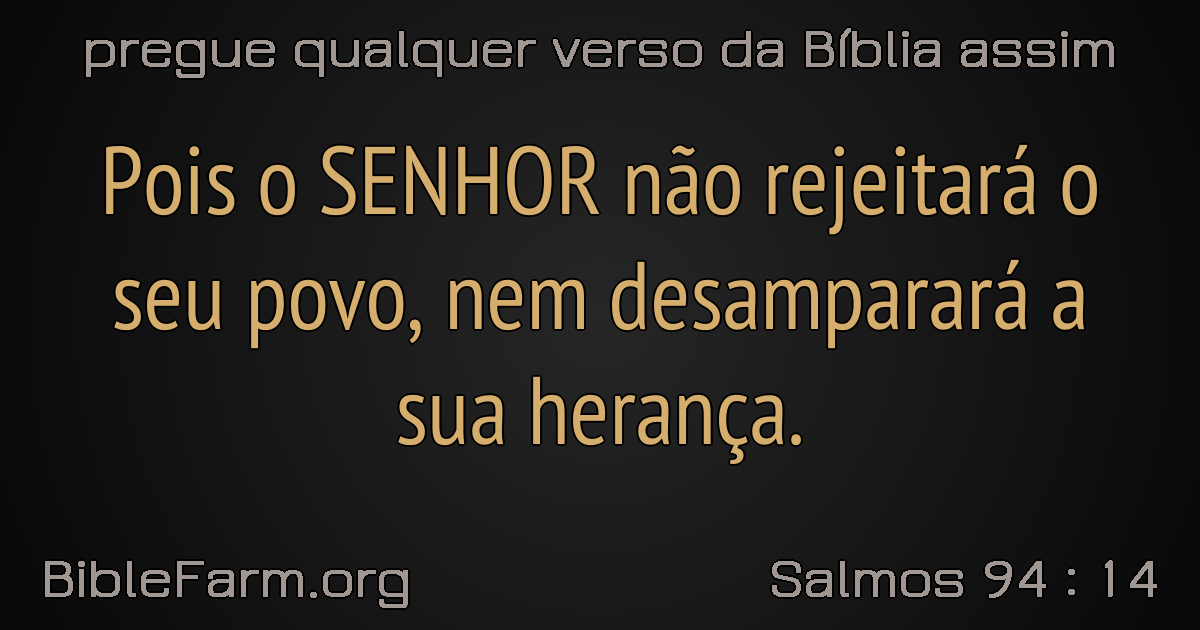 pregue qualquer verso da Bíblia assim
Pois o SENHOR não rejeitará o
seu povo, nem desamparará a
sua herança.
BibleFarm.org
Salmos 94 : 14